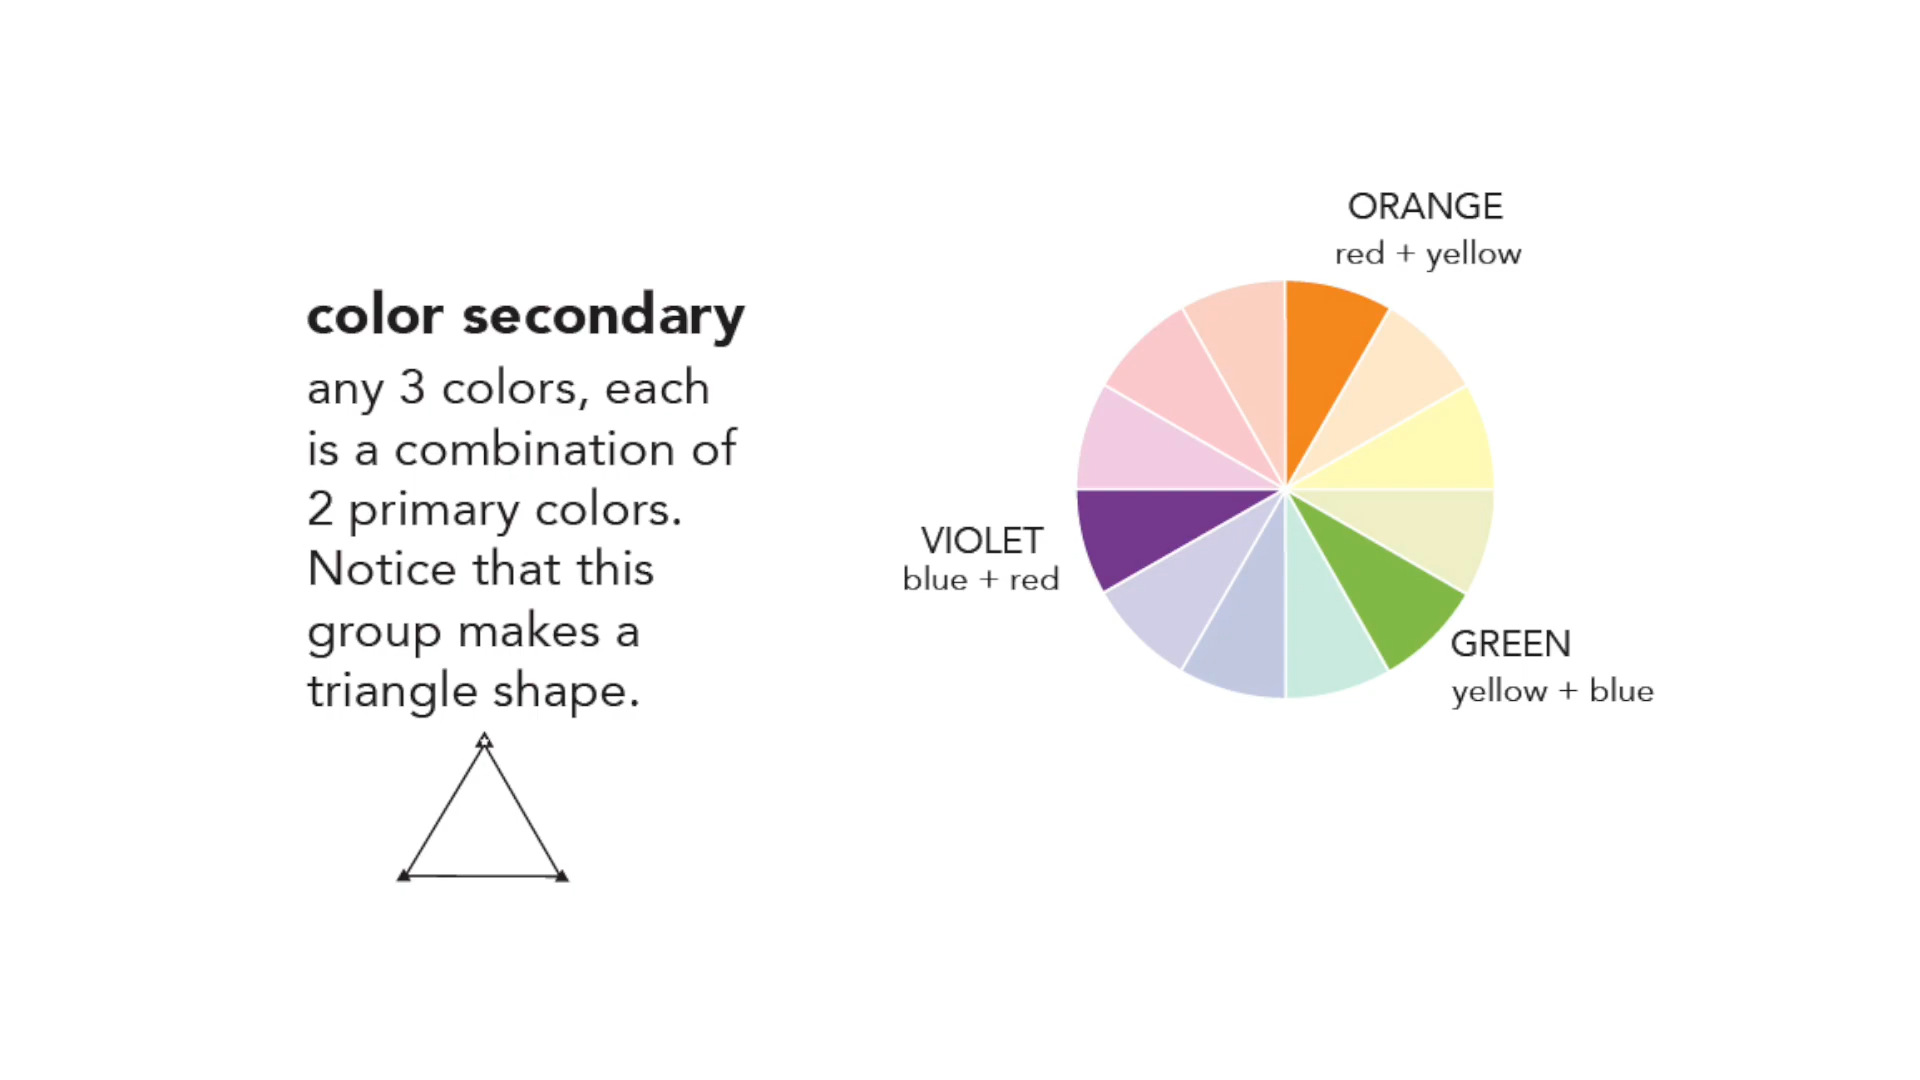 color secondary
any 3 colors, each
is a combination of
2 primary colors.
Notice that this
group makes a
triangle shape.
ORANGE
red + yellow
VIOLET
blue + red
GREEN
yellow + blue